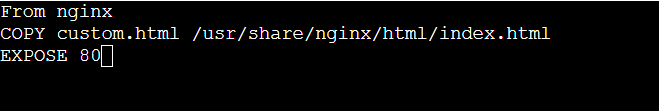 From nginx
COPY custom.html /usr/share/nginx/html/index.html
EXPOSE 80